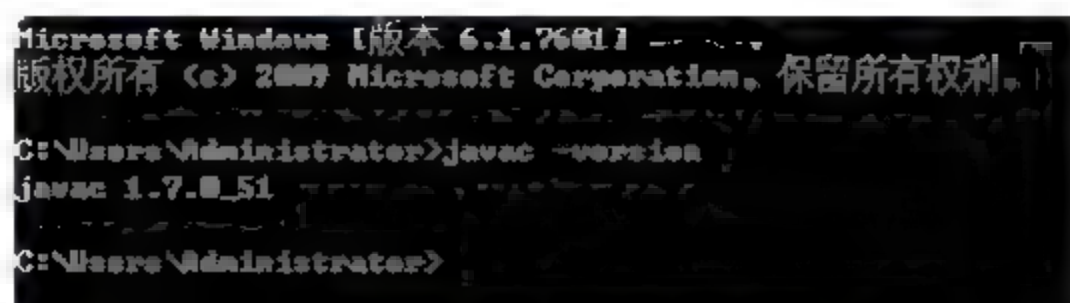 Microsoft Windows [版本 6.1.7601]
版权所有 (c) 2009 Microsoft Corporation。保留所有权利。
C:\Users\Administrator>javac -version
javac 1.7.0_51
C:\Users\Administrator>